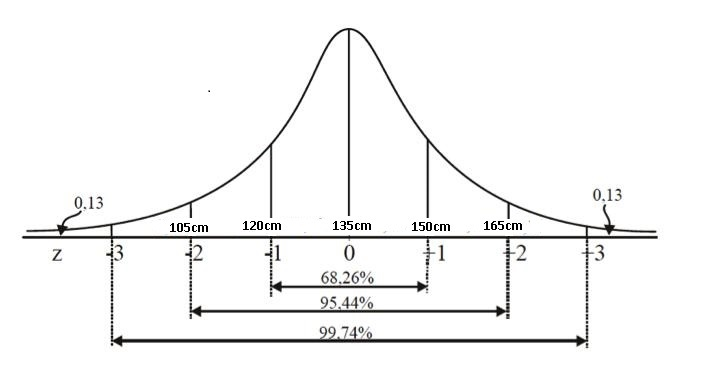 0,13
0,13
105cm 120cm 135cm 150cm 165cm
z -3 -2 -1 0 +1 +2 +3
68,26%
95,44%
99,74%